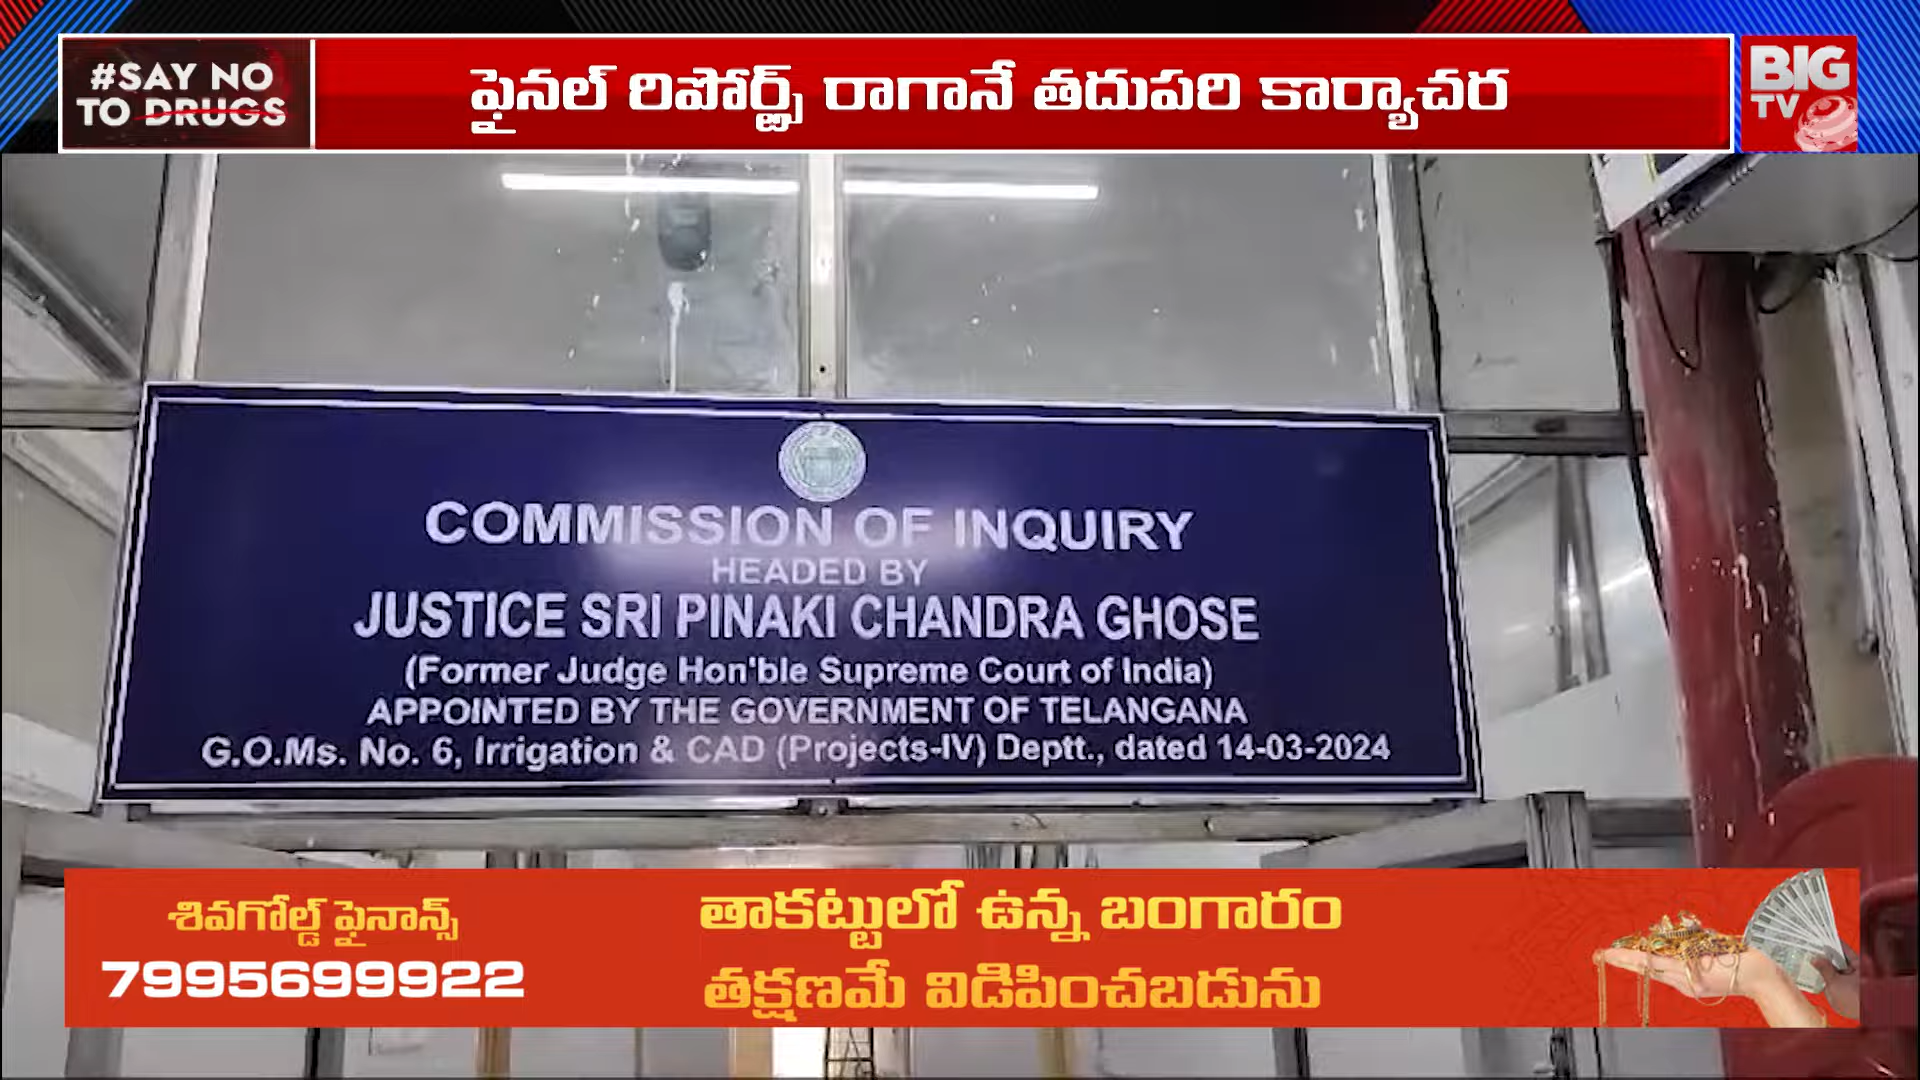 #SAY NO
TO DRUGS
ఫైనల్ రిపోర్ట్స్ రాగానే తదుపరి కార్యాచర
BIG
TV
COMMISSION OF INQUIRY
HEADED BY
JUSTICE SRI PINAKI CHANDRA GHOSE
(Former Judge Hon'ble Supreme Court of India)
APPOINTED BY THE GOVERNMENT OF TELANGANA
G.O.Ms. No. 6, Irrigation & CAD (Projects-IV) Deptt., dated 14-03-2024
శివగోల్డ్ ఫైనాన్స్
7995699922
తాకట్టులో ఉన్న బంగారం
తక్షణమే విడిపించబడును